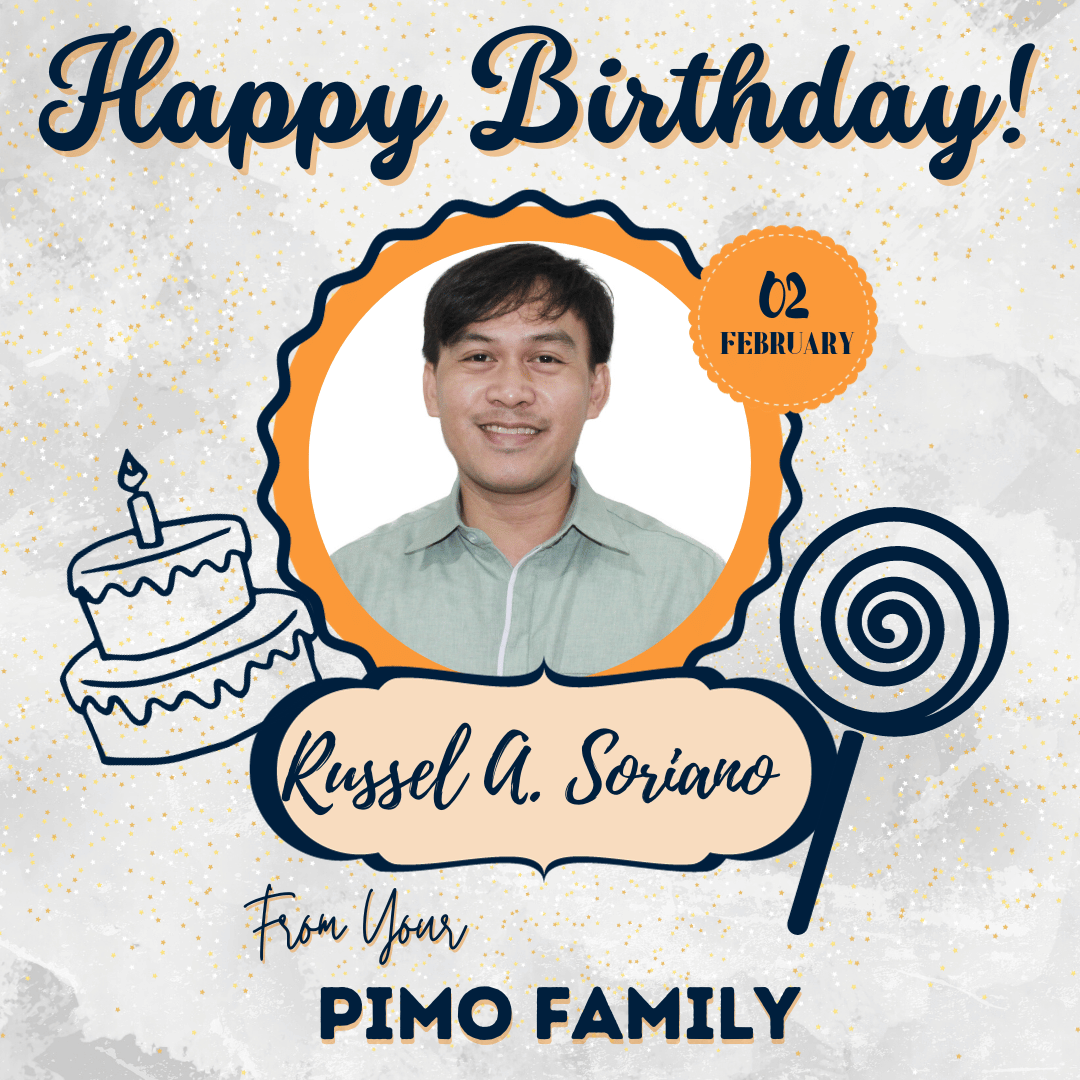 Happy Birthday!
02
FEBRUARY
Russel A. Soriano
From Your
PIMO FAMILY